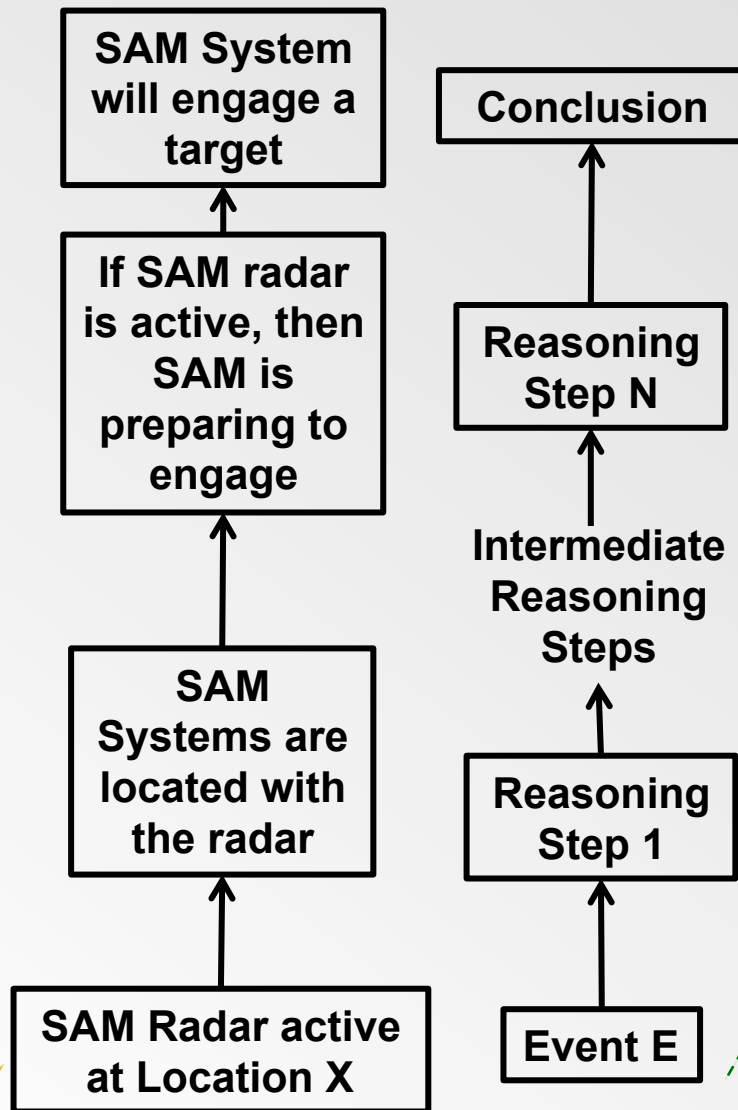 SAM System
will engage a
target
If SAM radar
is active, then
SAM is
preparing to
engage
SAM
Systems are
located with
the radar
SAM Radar active
at Location X
Conclusion
Reasoning
Step N
Intermediate
Reasoning
Steps
Reasoning
Step 1
Event E